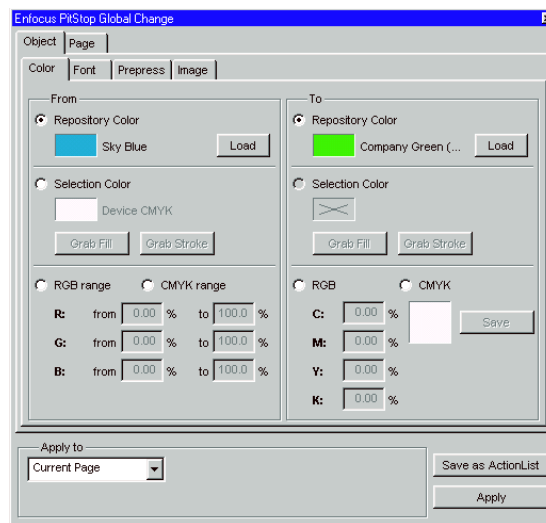 Enfocus PitStop Global Change
Object Page
Color Font Prepress Image
From
Repository Color
Sky Blue Load
Selection Color
Device CMYK
Grab Fill Grab Stroke
RGB range CMYK range
R: from 0.00 % to 100.0 %
G: from 0.00 % to 100.0 %
B: from 0.00 % to 100.0 %
To
Repository Color
Company Green (... Load
Selection Color
Grab Fill Grab Stroke
RGB CMYK
C: 0.00 %
M: 0.00 %
Save
Y: 0.00 %
K: 0.00 %
Apply to
Current Page
Save as ActionList
Apply